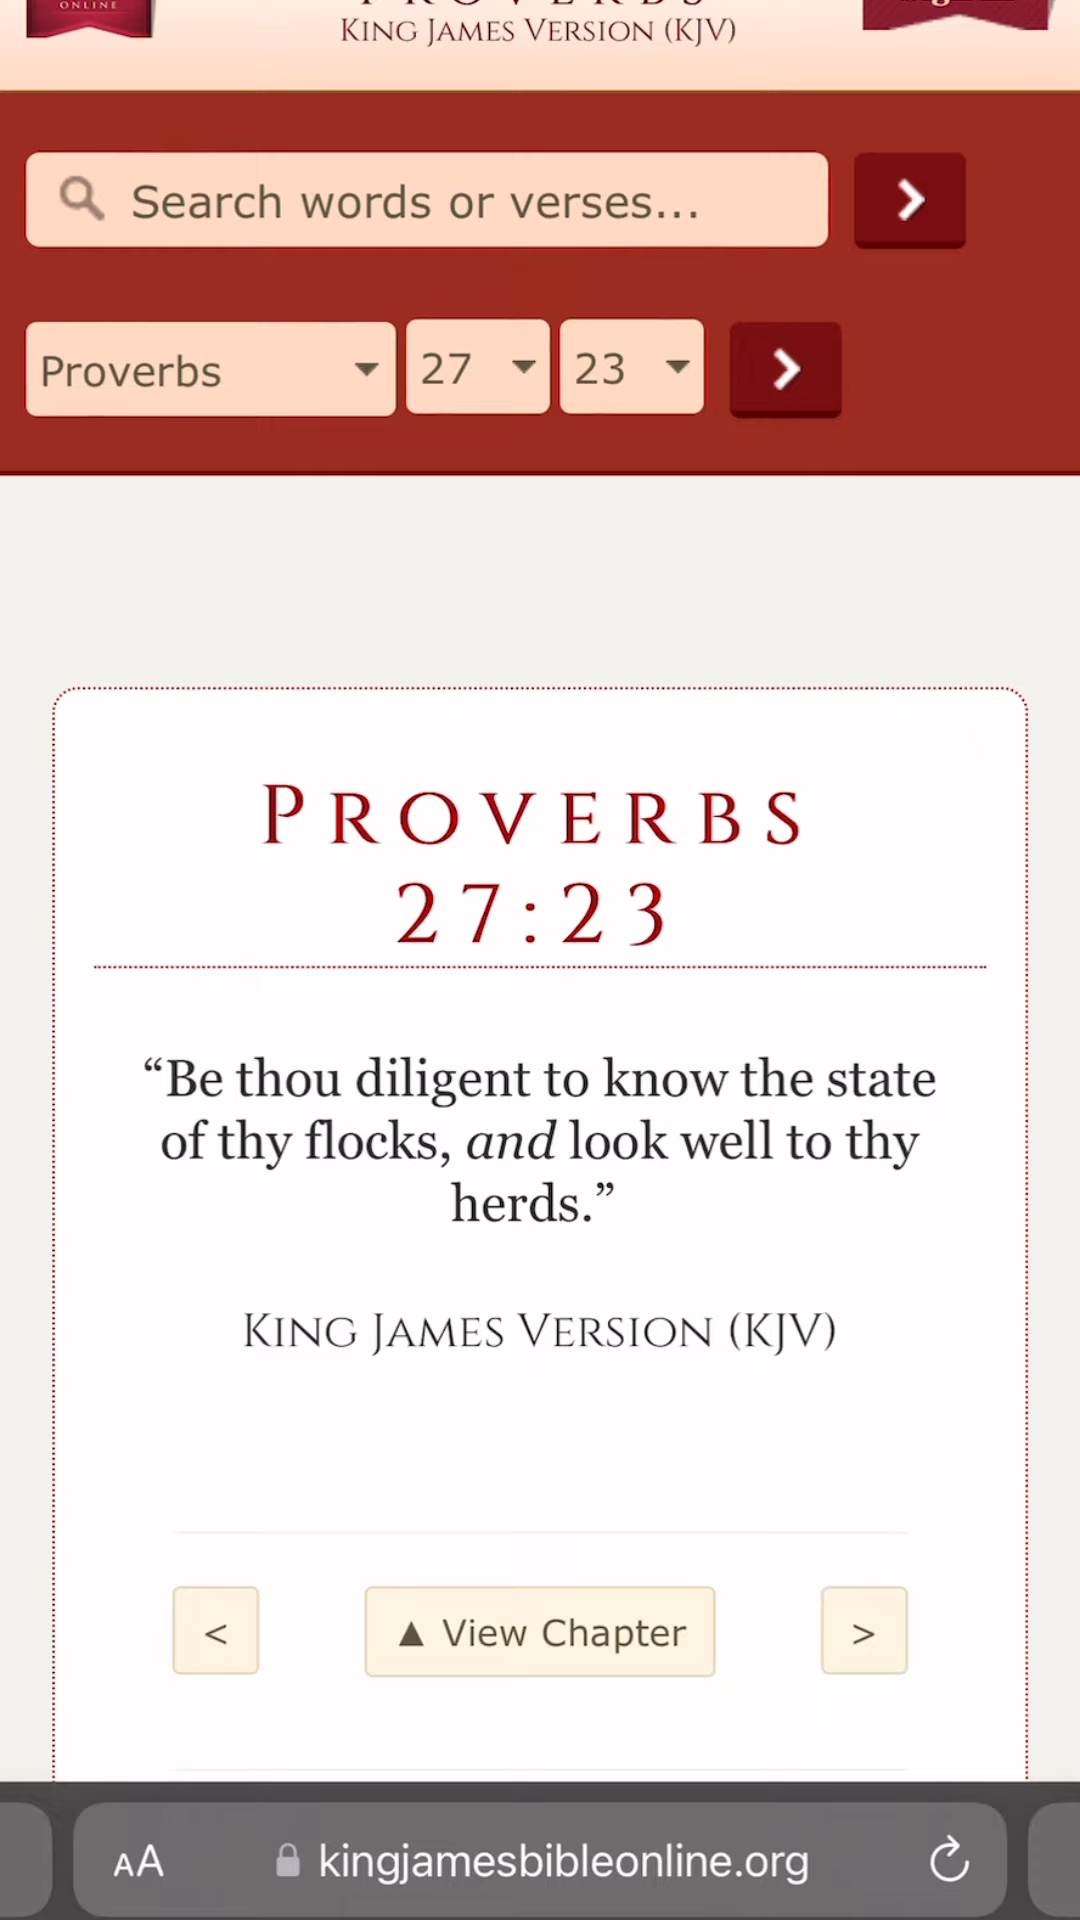 ONLINE
PROVERBS
KING JAMES VERSION (KJV)
Search words or verses...
Proverbs 27 23
PROVERBS
27:23
“Be thou diligent to know the state
of thy flocks, and look well to thy
herds.”
KING JAMES VERSION (KJV)
< ▲ View Chapter >
AA kingjamesbibleonline.org